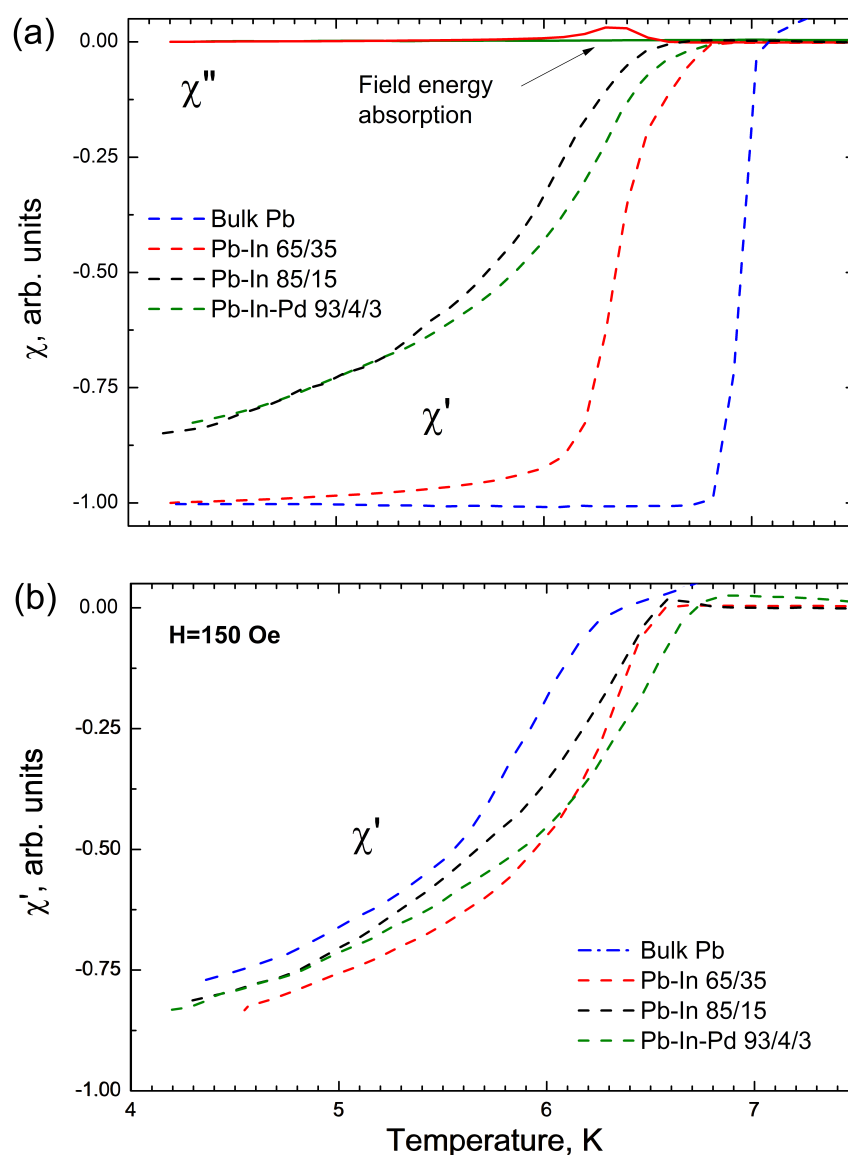 (a)
0.00
-0.25
-0.50
-0.75
-1.00
χ, arb. units
χ"
Field energy
absorption
Bulk Pb
Pb-In 65/35
Pb-In 85/15
Pb-In-Pd 93/4/3
χ'
(b)
0.00
-0.25
-0.50
-0.75
-1.00
χ', arb. units
H=150 Oe
χ'
Bulk Pb
Pb-In 65/35
Pb-In 85/15
Pb-In-Pd 93/4/3
4 5 6 7
Temperature, K